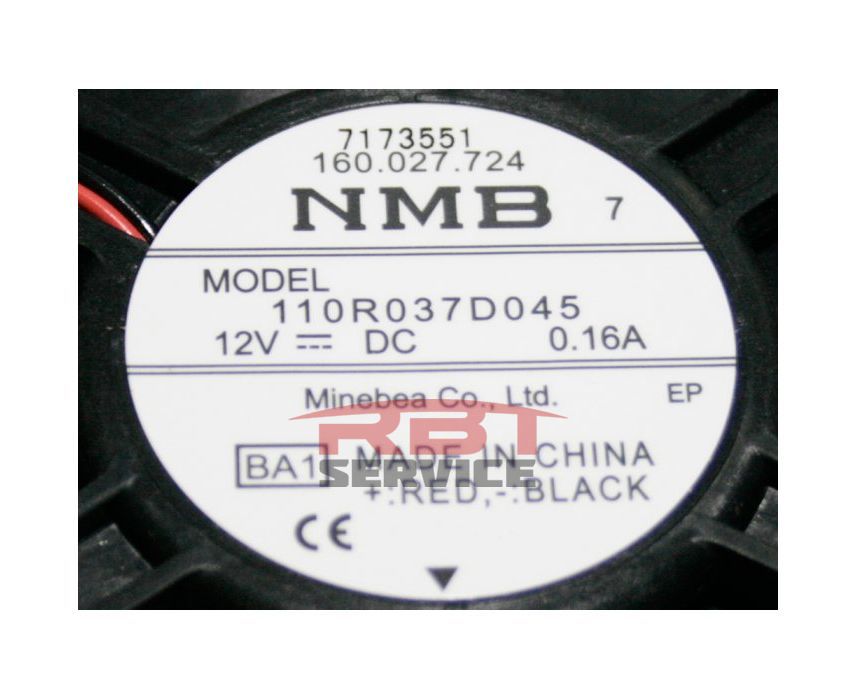 7173551
160.027.724
NMB 7
MODEL
110R037D045
12V ⎓ DC 0.16A
Minebea Co., Ltd. EP
RBT
SERVICE
BA1 MADE IN CHINA
+:RED,-:BLACK
CE